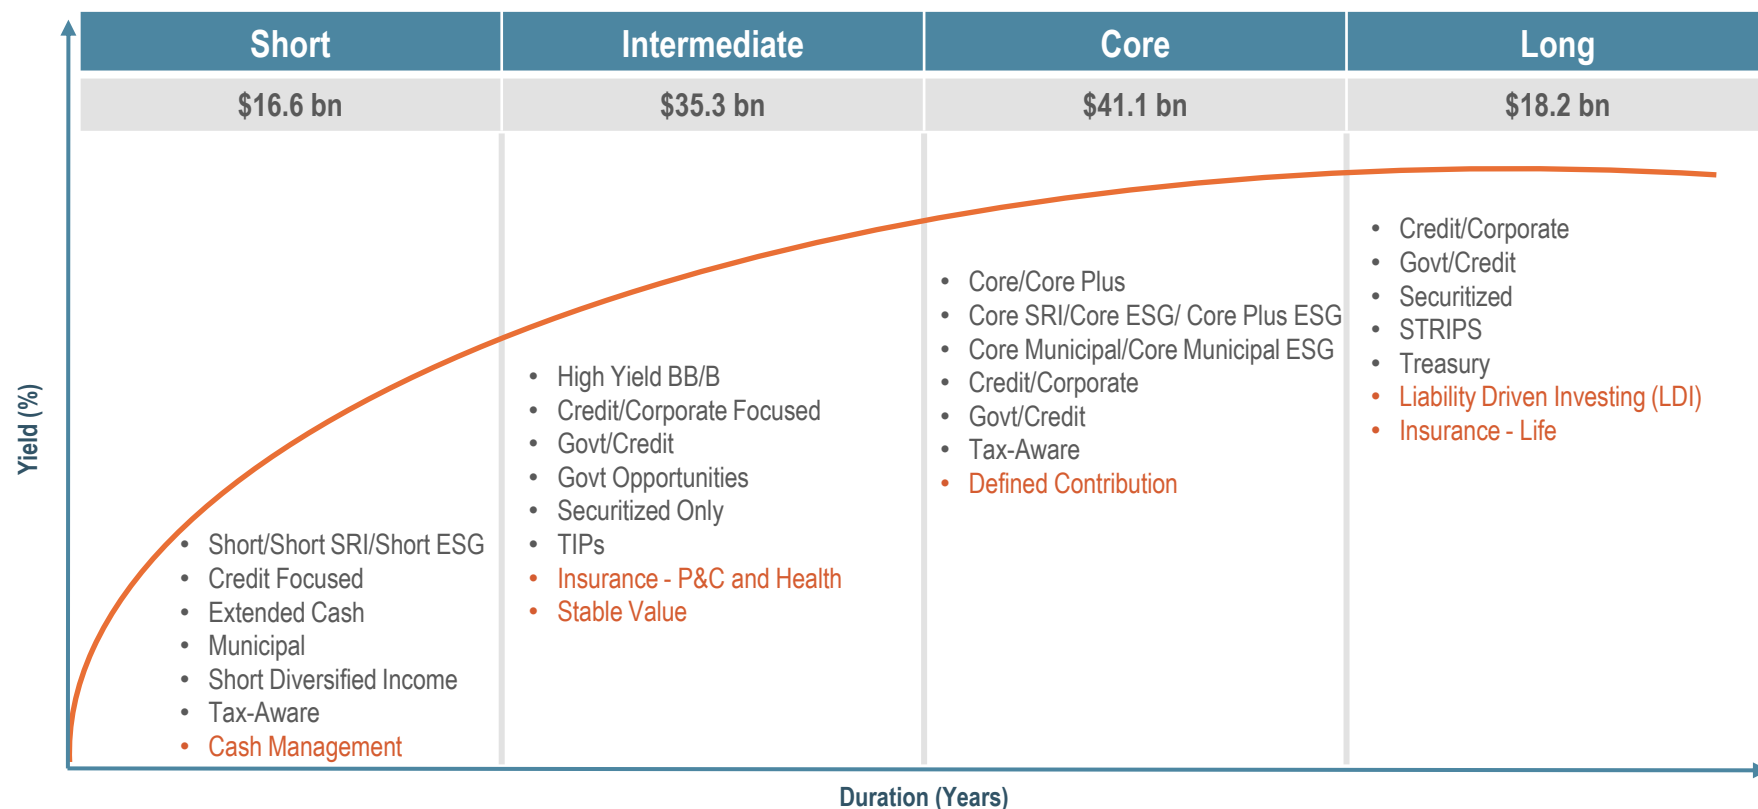 Short
Intermediate
Core
Long
$16.6 bn
$35.3 bn
$41.1 bn
$18.2 bn
Yield (%)
• Short/Short SRI/Short ESG
• Credit Focused
• Extended Cash
• Municipal
• Short Diversified Income
• Tax-Aware
• Cash Management
• High Yield BB/B
• Credit/Corporate Focused
• Govt/Credit
• Govt Opportunities
• Securitized Only
• TIPs
• Insurance - P&C and Health
• Stable Value
• Core/Core Plus
• Core SRI/Core ESG/ Core Plus ESG
• Core Municipal/Core Municipal ESG
• Credit/Corporate
• Govt/Credit
• Tax-Aware
• Defined Contribution
• Credit/Corporate
• Govt/Credit
• Securitized
• STRIPS
• Treasury
• Liability Driven Investing (LDI)
• Insurance - Life
Duration (Years)